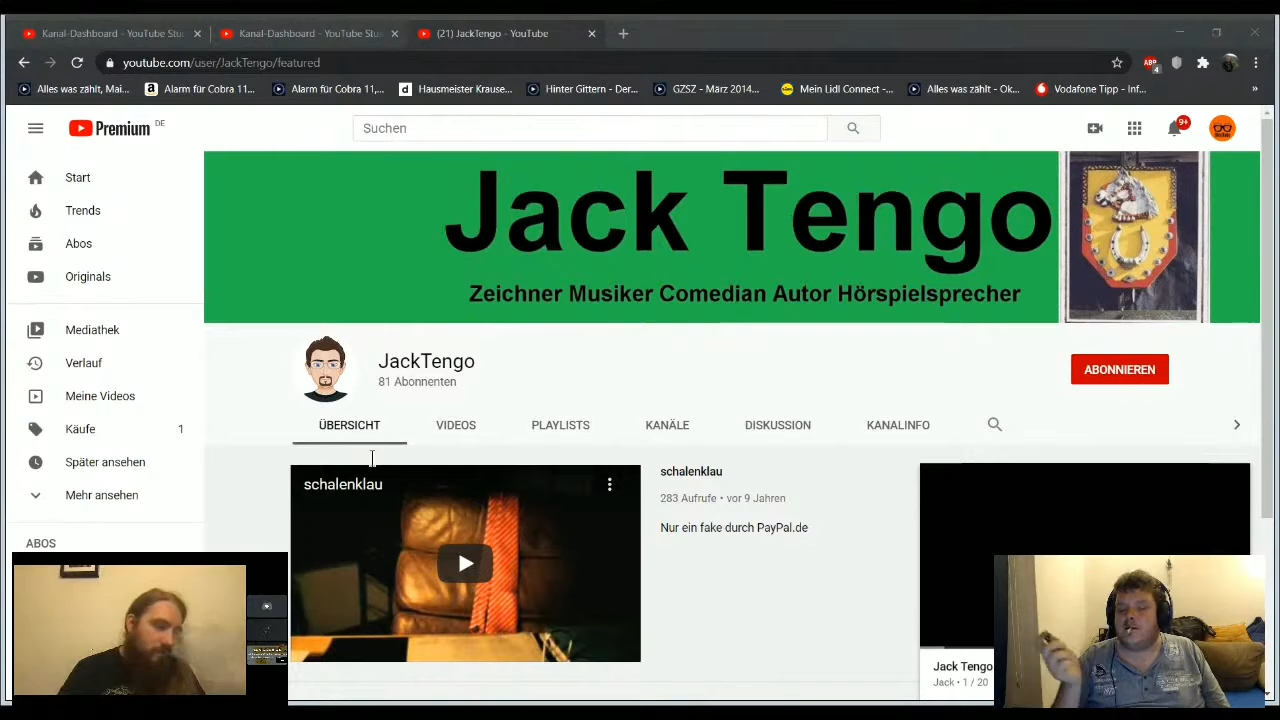 Kanal-Dashboard - YouTube Stu
Kanal-Dashboard - YouTube Stu
(21) JackTengo - YouTube
youtube.com/user/JackTengo/featured
ABP
4
Alles was zählt, Mai...
Alarm für Cobra 11...
Alarm für Cobra 11,...
Hausmeister Krause...
Hinter Gittern - Der...
GZSZ - März 2014...
Mein Lidl Connect -...
Alles was zählt - Ok...
Vodafone Tipp - Inf...
»
Premium DE
Suchen
9+
Start
Trends
Abos
Originals
Mediathek
Verlauf
Meine Videos
Käufe 1
Später ansehen
Mehr ansehen
ABOS
Jack Tengo
Zeichner Musiker Comedian Autor Hörspielsprecher
JackTengo
81 Abonnenten
ABONNIEREN
ÜBERSICHT
VIDEOS
PLAYLISTS
KANÄLE
DISKUSSION
KANALINFO
schalenklau
schalenklau
283 Aufrufe • vor 9 Jahren
Nur ein fake durch PayPal.de
Jack Tengo
Jack • 1 / 20